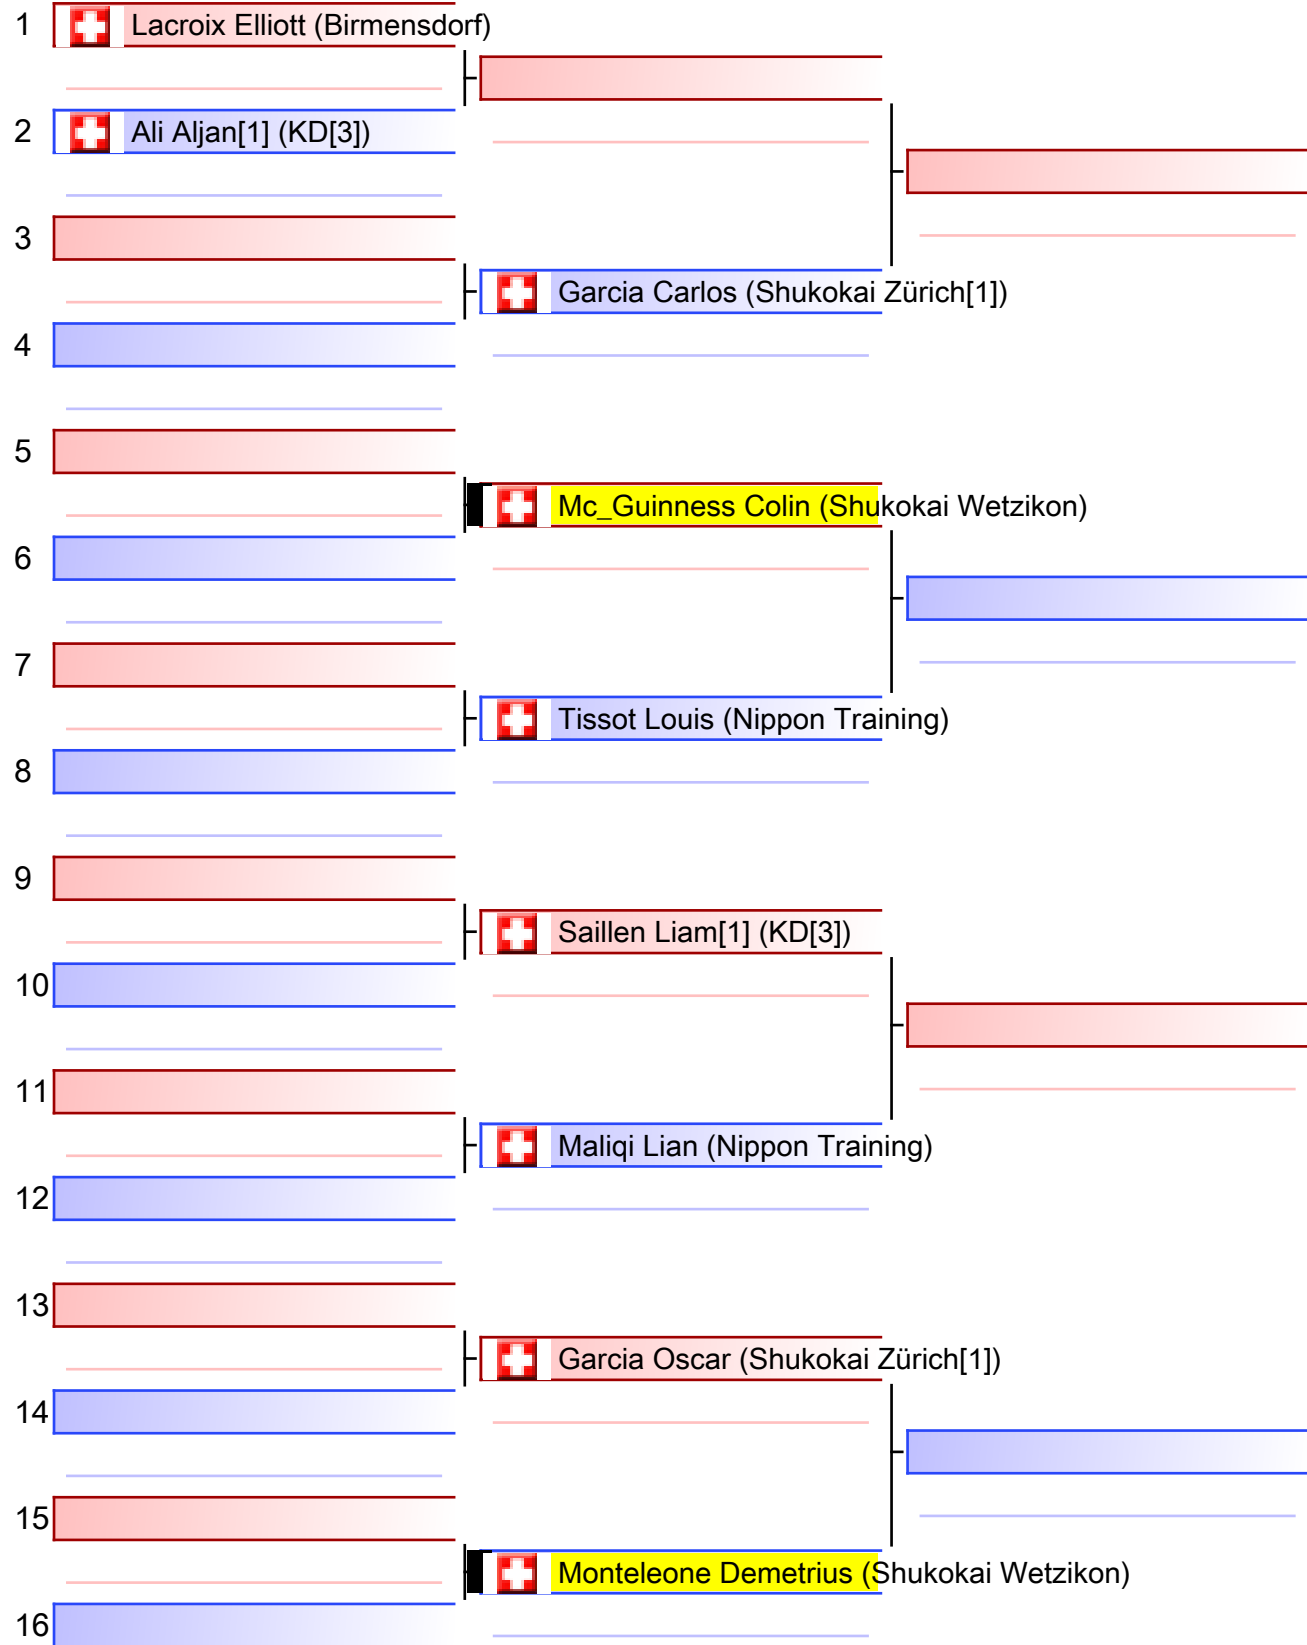 1 Lacroix Elliott (Birmensdorf)
2 Ali Aljan[1] (KD[3])
3
Garcia Carlos (Shukokai Zürich[1])
4
5
Mc_Guinness Colin (Shukokai Wetzikon)
6
7
Tissot Louis (Nippon Training)
8
9
Saillen Liam[1] (KD[3])
10
11
Maliqi Lian (Nippon Training)
12
13
Garcia Oscar (Shukokai Zürich[1])
14
15
Monteleone Demetrius (Shukokai Wetzikon)
16